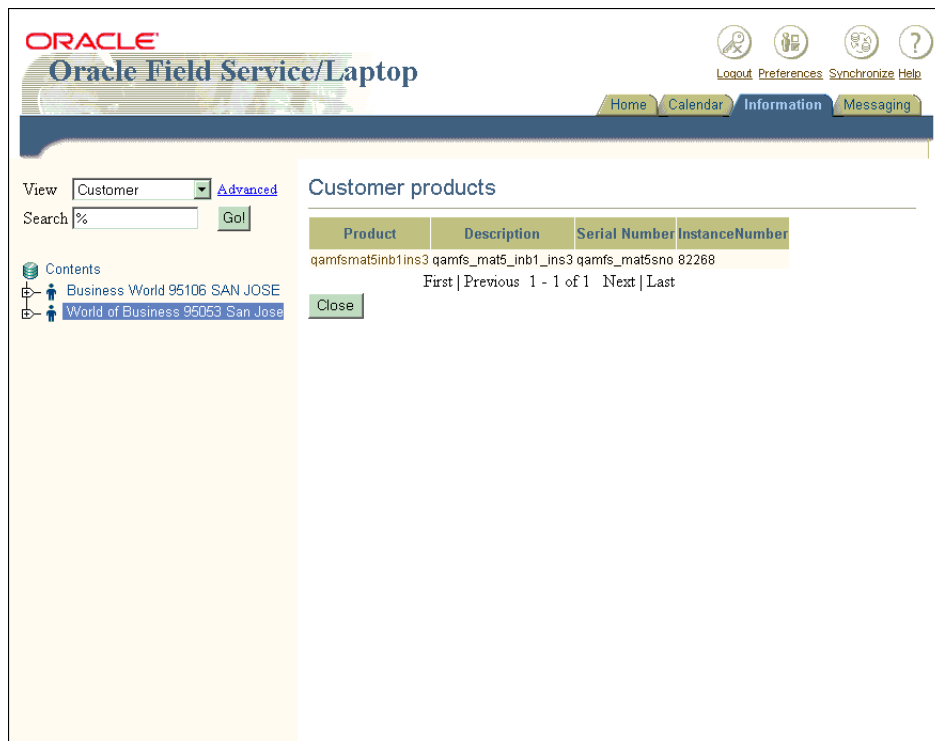 ORACLE®
Oracle Field Service/Laptop
Logout Preferences Synchronize Help
Home Calendar Information Messaging
View Customer Advanced
Search % Go!
Contents
Business World 95106 SAN JOSE
World of Business 95053 San Jose
Customer products
Product Description Serial Number InstanceNumber
qamfsmat5inb1ins3 qamfs_mat5_inb1_ins3 qamfs_mat5sno 82268
First | Previous 1 - 1 of 1 Next | Last
Close